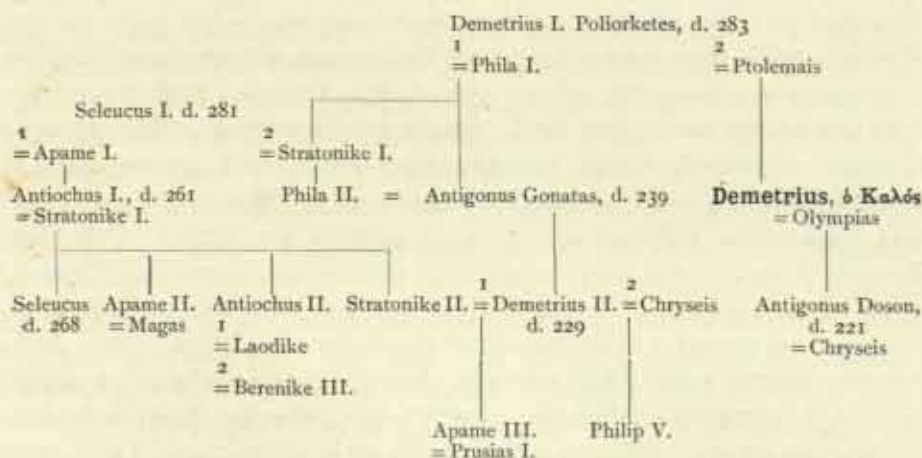 Demetrius I. Poliorketes, d. 283
1 2
=Phila I. =Ptolemais
Seleucus I. d. 281
1 2
=Apame I. =Stratonike I.
Antiochus I., d. 261 Phila II. = Antigonus Gonatas, d. 239 Demetrius, ὁ Καλός
=Stratonike I. =Olympias
1 2
Seleucus Apame II. Antiochus II. Stratonike II. =Demetrius II. =Chryseis Antigonus Doson,
d. 268 =Magas 1 d. 229 d. 221
=Laodike =Chryseis
2
=Berenike III.
Apame III. Philip V.
=Prusias I.